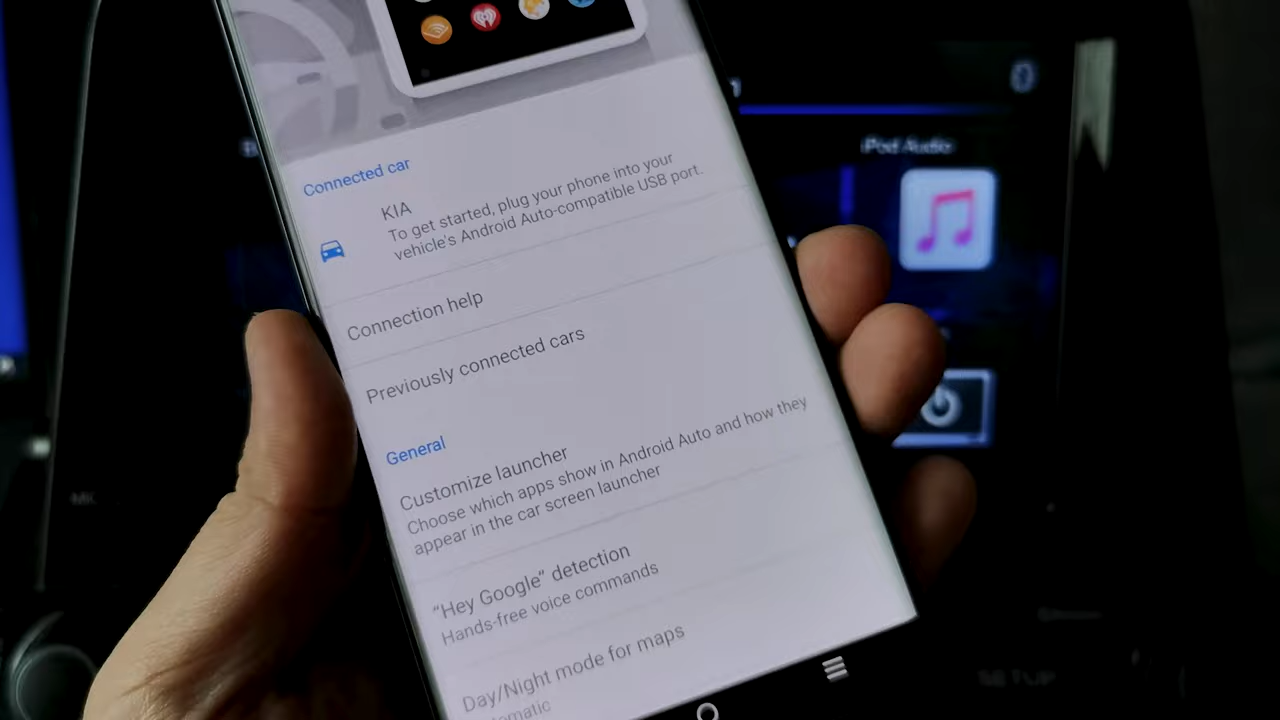 Connected car
KIA
To get started, plug your phone into your
vehicle's Android Auto-compatible USB port.
Connection help
Previously connected cars
General
Customize launcher
Choose which apps show in Android Auto and how they
appear in the car screen launcher
"Hey Google" detection
Hands-free voice commands
Day/Night mode for maps
iPod Audio
SETUP